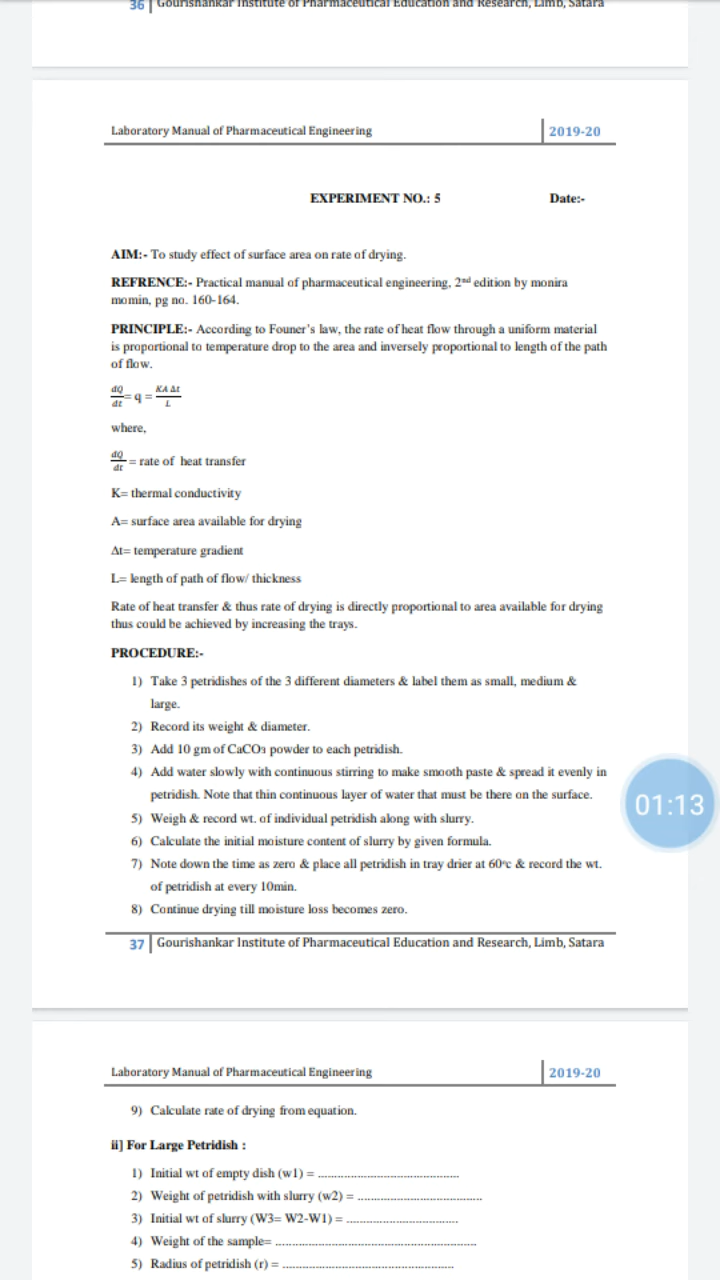 36 Gourishankar Institute of Pharmaceutical Education and Research, Limb, Satara
Laboratory Manual of Pharmaceutical Engineering 2019-20
EXPERIMENT NO.: 5 Date:-
AIM:- To study effect of surface area on rate of drying.
REFRENCE:- Practical manual of pharmaceutical engineering, 2nd edition by monira
momin, pg no. 160-164.
PRINCIPLE:- According to Founer's law, the rate of heat flow through a uniform material
is proportional to temperature drop to the area and inversely proportional to length of the path
of flow.
dQ/dt = q = KA Δt/L
where,
dQ/dt = rate of heat transfer
K= thermal conductivity
A= surface area available for drying
Δt= temperature gradient
L= length of path of flow/ thickness
Rate of heat transfer & thus rate of drying is directly proportional to area available for drying
thus could be achieved by increasing the trays.
PROCEDURE:-
1) Take 3 petridishes of the 3 different diameters & label them as small, medium &
large.
2) Record its weight & diameter.
3) Add 10 gm of CaCO3 powder to each petridish.
4) Add water slowly with continuous stirring to make smooth paste & spread it evenly in
petridish. Note that thin continuous layer of water that must be there on the surface.
01:13
5) Weigh & record wt. of individual petridish along with slurry.
6) Calculate the initial moisture content of slurry by given formula.
7) Note down the time as zero & place all petridish in tray drier at 60°c & record the wt.
of petridish at every 10min.
8) Continue drying till moisture loss becomes zero.
37 Gourishankar Institute of Pharmaceutical Education and Research, Limb, Satara
Laboratory Manual of Pharmaceutical Engineering 2019-20
9) Calculate rate of drying from equation.
ii] For Large Petridish :
1) Initial wt of empty dish (w1) = ..........................................
2) Weight of petridish with slurry (w2) = .....................................
3) Initial wt of slurry (W3= W2-W1) = .................................
4) Weight of the sample= ............................................................
5) Radius of petridish (r) = ...................................................